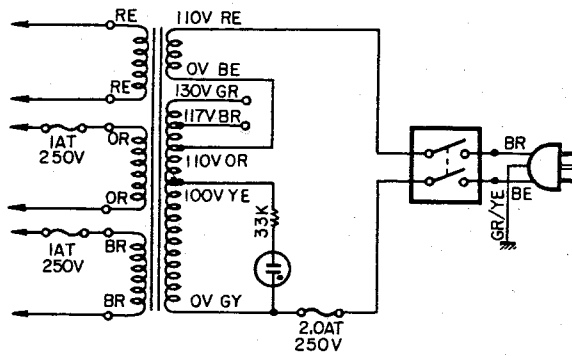 RE
110V RE
RE
0V BE
130V GR
117V BR
1AT
250V
OR
110V OR
100V YE
OR
33K
1AT
250V
BR
BR
0V GY
2.0AT
250V
BR
BE
GR/YE